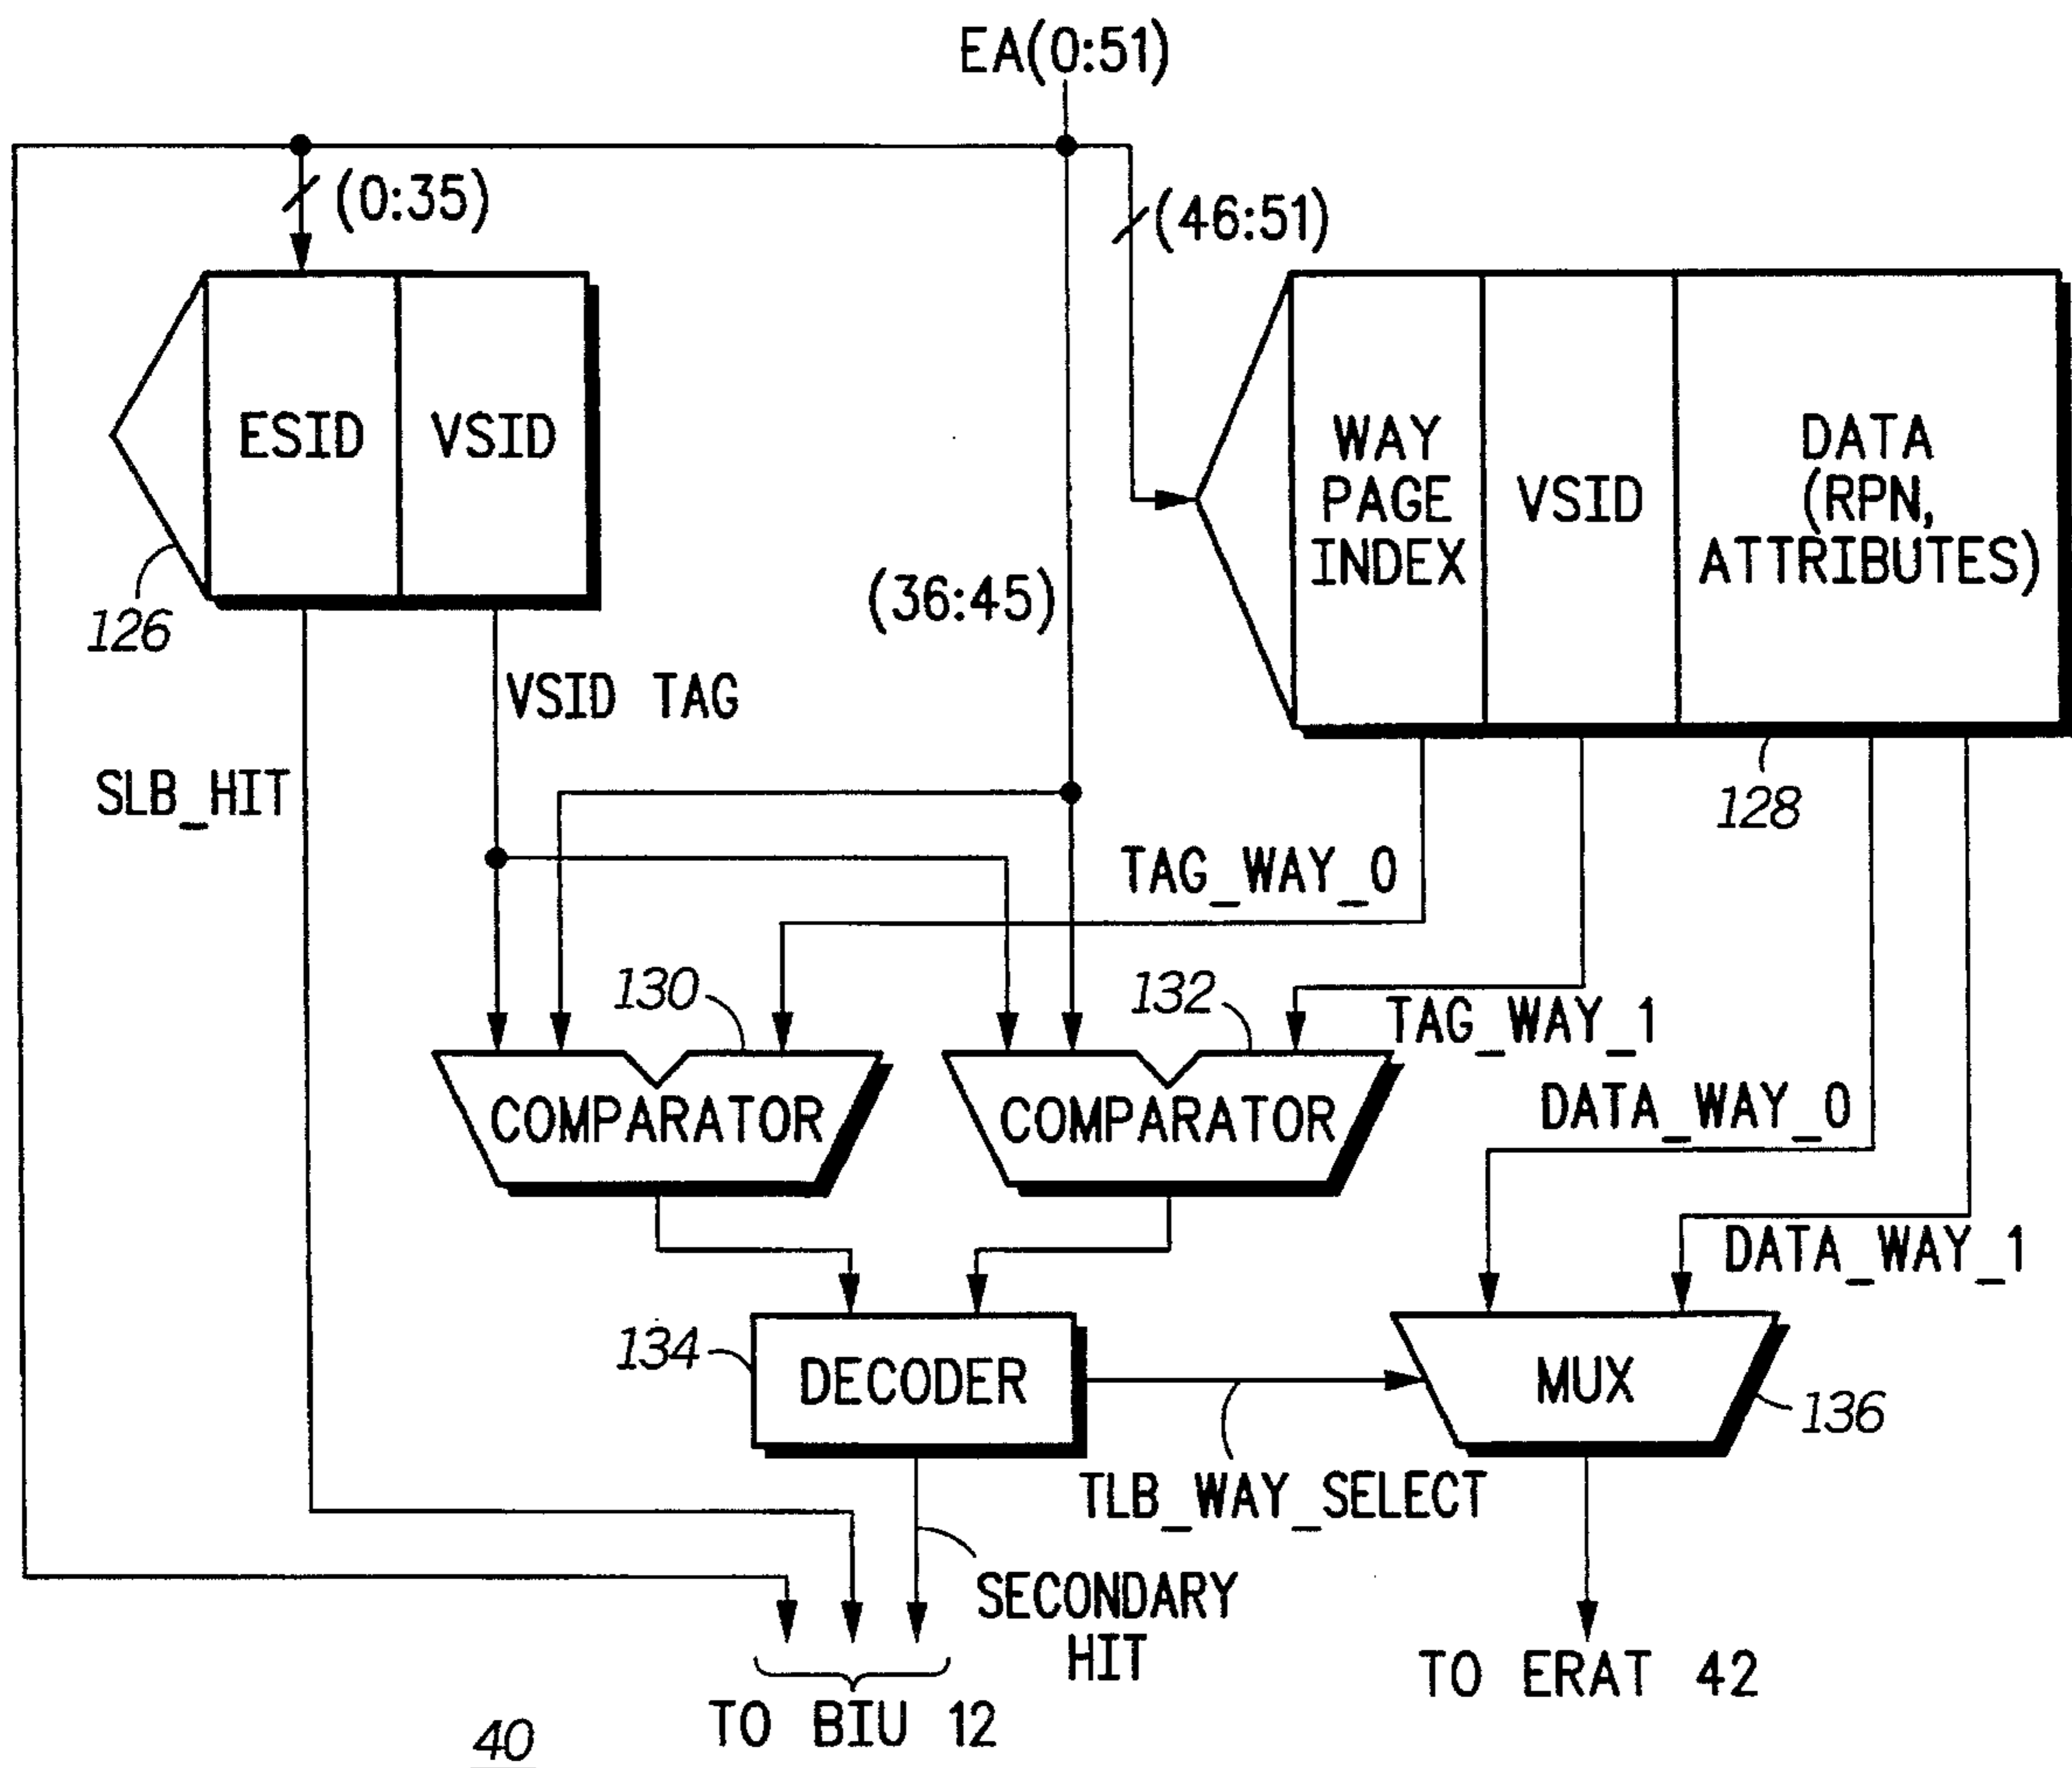 EA(0:51)
(0:35)
(46:51)
ESID
VSID
WAY
PAGE
INDEX
VSID
DATA
(RPN,
ATTRIBUTES)
126
(36:45)
VSID TAG
SLB_HIT
128
TAG_WAY_0
130
132
TAG_WAY_1
COMPARATOR
COMPARATOR
DATA_WAY_0
DATA_WAY_1
134
DECODER
MUX
136
TLB_WAY_SELECT
SECONDARY
HIT
TO BIU 12
TO ERAT 42
40